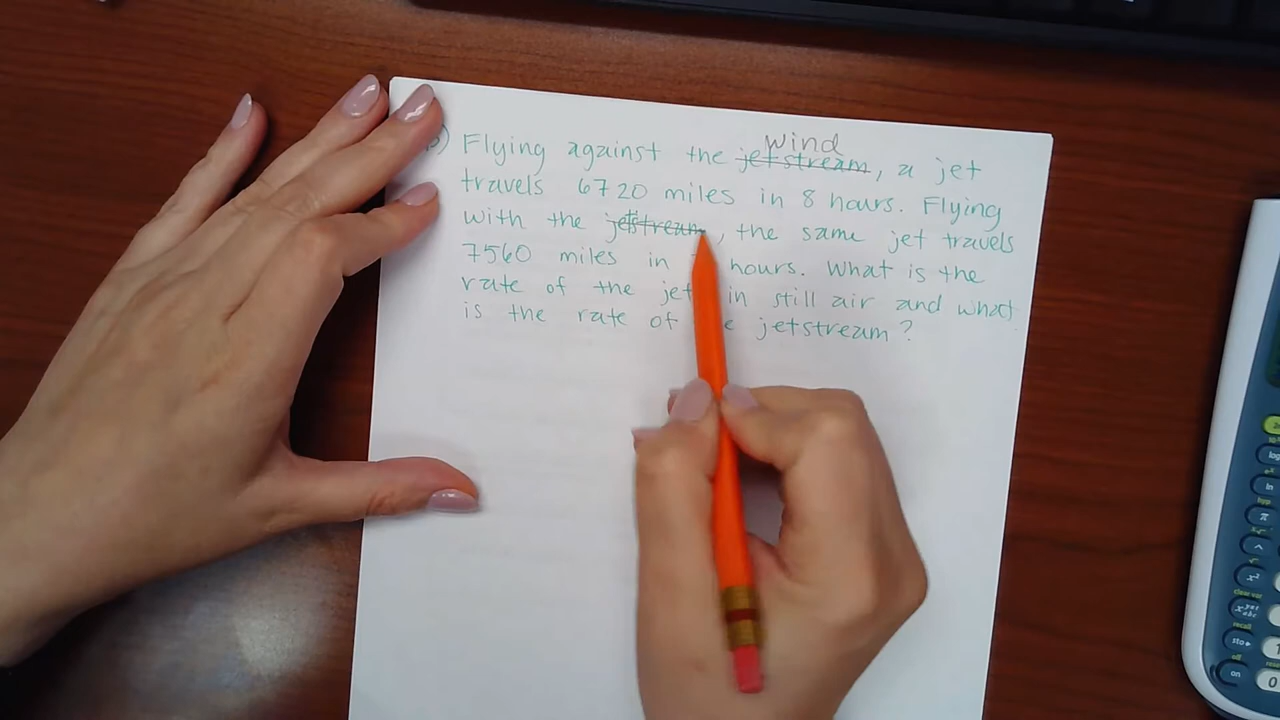 wind
Flying against the jetstream, a jet
travels 6720 miles in 8 hours. Flying
with the jetstream, the same jet travels
7560 miles in hours. What is the
rate of the jet in still air and what
is the rate of jetstream?